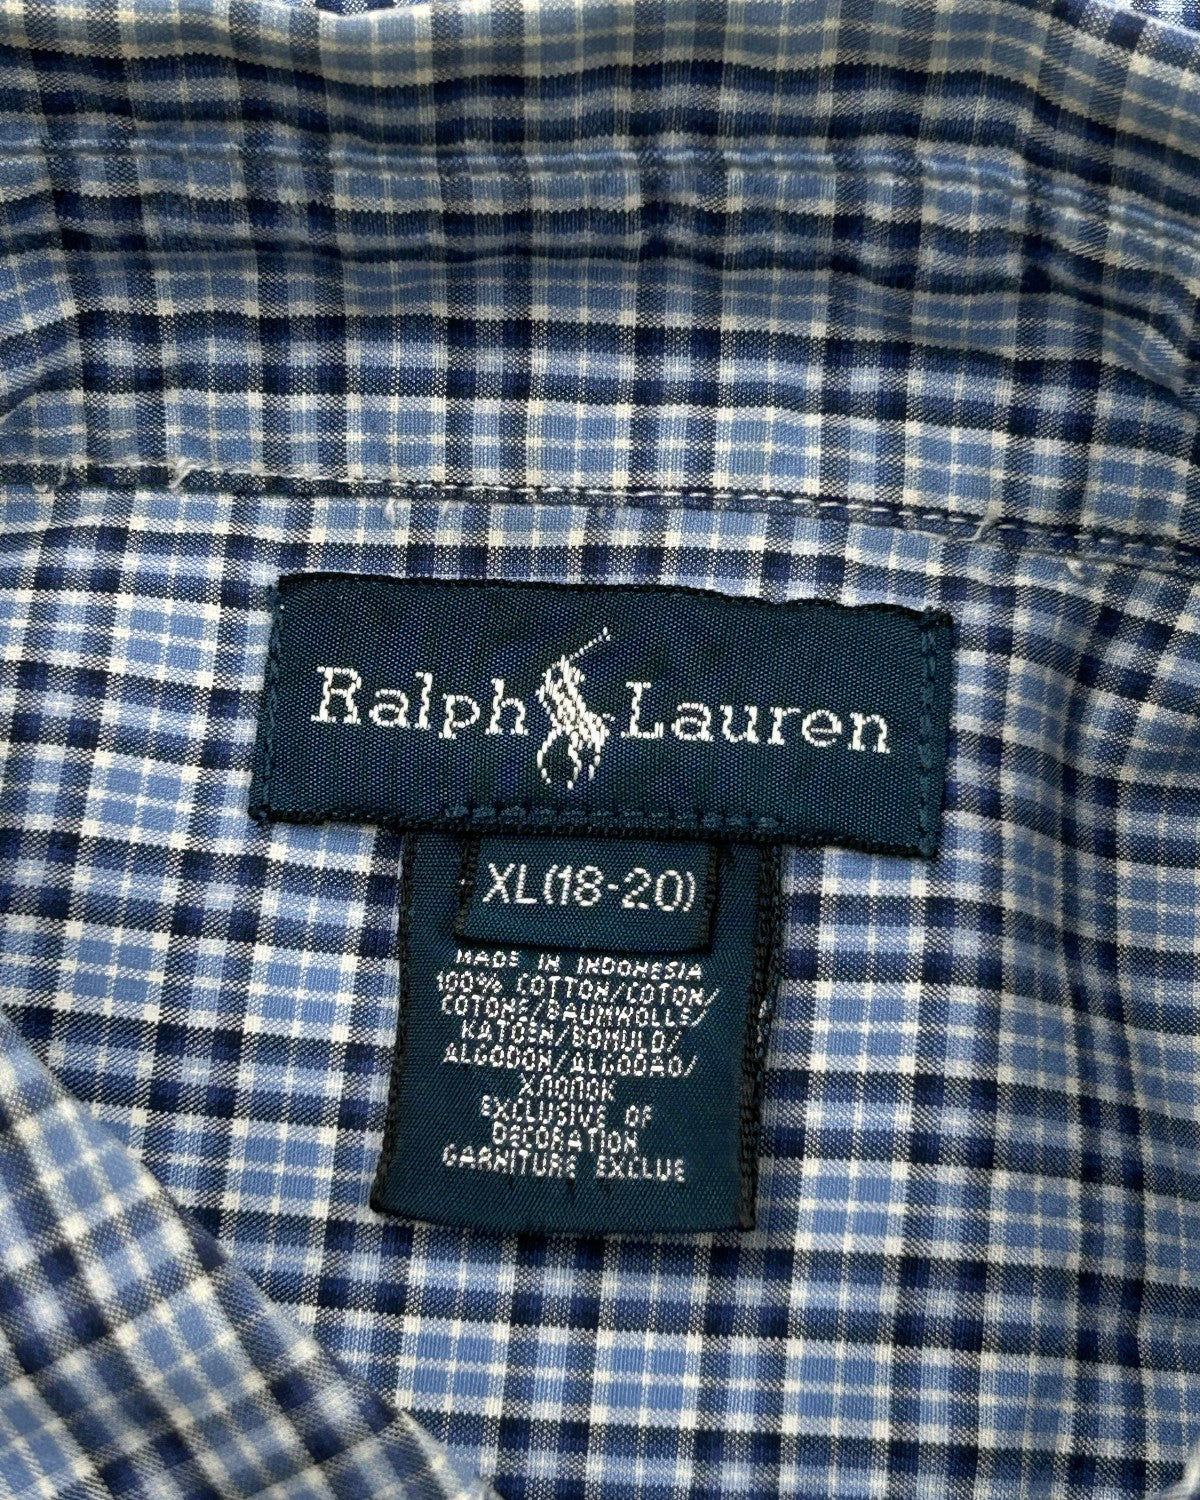 Ralph Lauren
XL(18-20)
MADE IN INDONESIA
100% COTTON/COTON/
COTONE/BAUMWOLLE/
KATOEN/BOMULD/
ALGODON/ALGODAO/
ХЛОПОК
EXCLUSIVE OF
DECORATION
GARNITURE EXCLUE